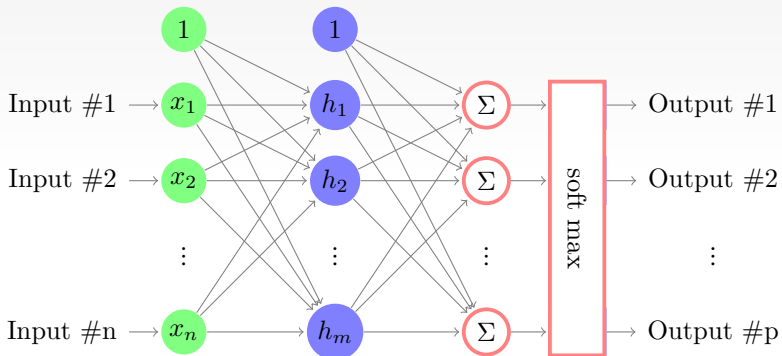 1 1
Input #1 x₁ h₁ Σ Output #1
Input #2 x₂ h₂ Σ Output #2
soft max
⋮ ⋮ ⋮ ⋮
Input #n xₙ hₘ Σ Output #p